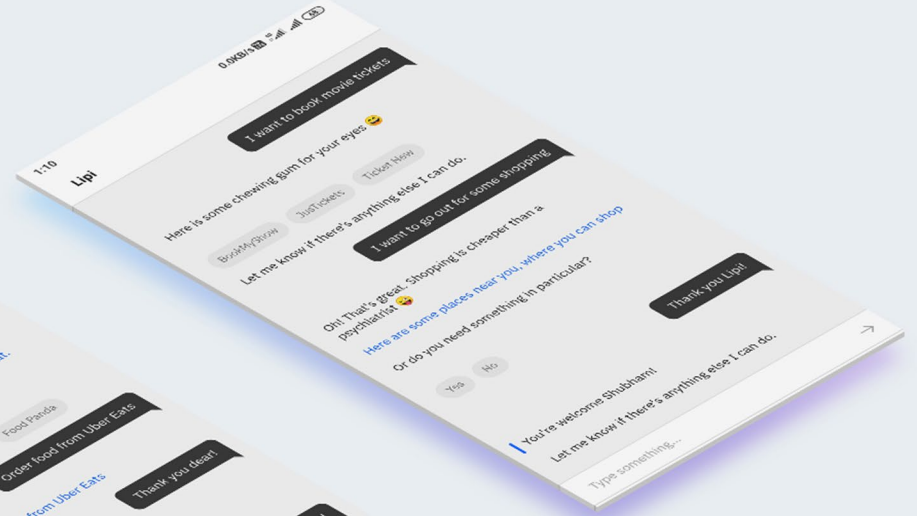 1:10
0.0KB/s
4G
68
Lipi
I want to book movie tickets
Here is some chewing gum for your eyes 😄
BookMyShow
JusTickets
Ticket New
Let me know if there's anything else I can do.
I want to go out for some shopping
Oh! That's great. Shopping is cheaper than a
psychiatrist 😜
Here are some places near you, where you can shop
Or do you need something in particular?
Yes
No
Thank you Lipi!
You're welcome Shubham!
Let me know if there's anything else I can do.
Type something...
Food Panda
Order food from Uber Eats
from Uber Eats
Thank you dear!